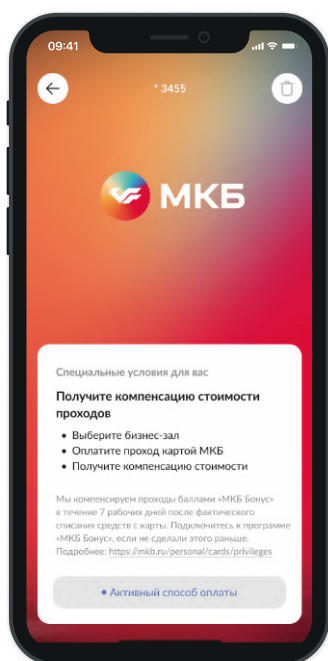 09:41
* 3455
МКБ
Специальные условия для вас
Получите компенсацию стоимости
проходов
• Выберите бизнес-зал
• Оплатите проход картой МКБ
• Получите компенсацию стоимости
Мы компенсируем проходы баллами «МКБ Бонус»
в течение 7 рабочих дней после фактического
списания средств с карты. Подключитесь к программе
«МКБ Бонус», если не сделали этого раньше.
Подробнее: https://mkb.ru/personal/cards/privileges
• Активный способ оплаты